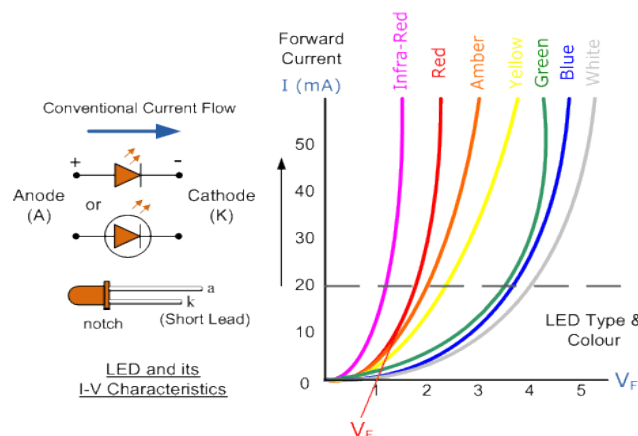 Conventional Current Flow
+
–
Anode
(A)
or
Cathode
(K)
a
k
notch
(Short Lead)
LED and its
I-V Characteristics
Forward
Current
I (mA)
Infra-Red
Red
Amber
Yellow
Green
Blue
White
50
40
30
20
10
0
1
2
3
4
5
VF
VF
LED Type &
Colour